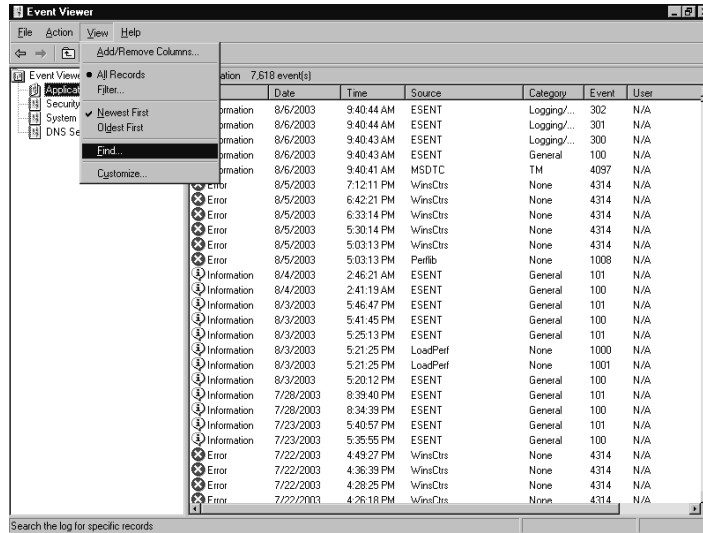 Event Viewer
File Action View Help
Add/Remove Columns...
All Records
Filter...
Newest First
Oldest First
Find...
Customize...
Event Viewe
Applicat
Security
System
DNS Se
ation 7,618 event(s)
Date Time Source Category Event User
ormation 8/6/2003 9:40:44 AM ESENT Logging/... 302 N/A
ormation 8/6/2003 9:40:44 AM ESENT Logging/... 301 N/A
ormation 8/6/2003 9:40:43 AM ESENT Logging/... 300 N/A
ormation 8/6/2003 9:40:43 AM ESENT General 100 N/A
ormation 8/6/2003 9:40:41 AM MSDTC TM 4097 N/A
Error 8/5/2003 7:12:11 PM WinsCtrs None 4314 N/A
Error 8/5/2003 6:42:21 PM WinsCtrs None 4314 N/A
Error 8/5/2003 6:33:14 PM WinsCtrs None 4314 N/A
Error 8/5/2003 5:30:14 PM WinsCtrs None 4314 N/A
Error 8/5/2003 5:03:13 PM WinsCtrs None 4314 N/A
Error 8/5/2003 5:03:13 PM Perflib None 1008 N/A
Information 8/4/2003 2:46:21 AM ESENT General 101 N/A
Information 8/4/2003 2:41:19 AM ESENT General 100 N/A
Information 8/3/2003 5:46:47 PM ESENT General 101 N/A
Information 8/3/2003 5:41:45 PM ESENT General 100 N/A
Information 8/3/2003 5:25:13 PM ESENT General 101 N/A
Information 8/3/2003 5:21:25 PM LoadPerf None 1000 N/A
Information 8/3/2003 5:21:25 PM LoadPerf None 1001 N/A
Information 8/3/2003 5:20:12 PM ESENT General 100 N/A
Information 7/28/2003 8:39:40 PM ESENT General 101 N/A
Information 7/28/2003 8:34:39 PM ESENT General 100 N/A
Information 7/23/2003 5:40:57 PM ESENT General 101 N/A
Information 7/23/2003 5:35:55 PM ESENT General 100 N/A
Error 7/22/2003 4:49:27 PM WinsCtrs None 4314 N/A
Error 7/22/2003 4:36:39 PM WinsCtrs None 4314 N/A
Error 7/22/2003 4:28:25 PM WinsCtrs None 4314 N/A
Error 7/22/2003 4:26:18 PM WinsCtrs None 4314 N/A
Search the log for specific records